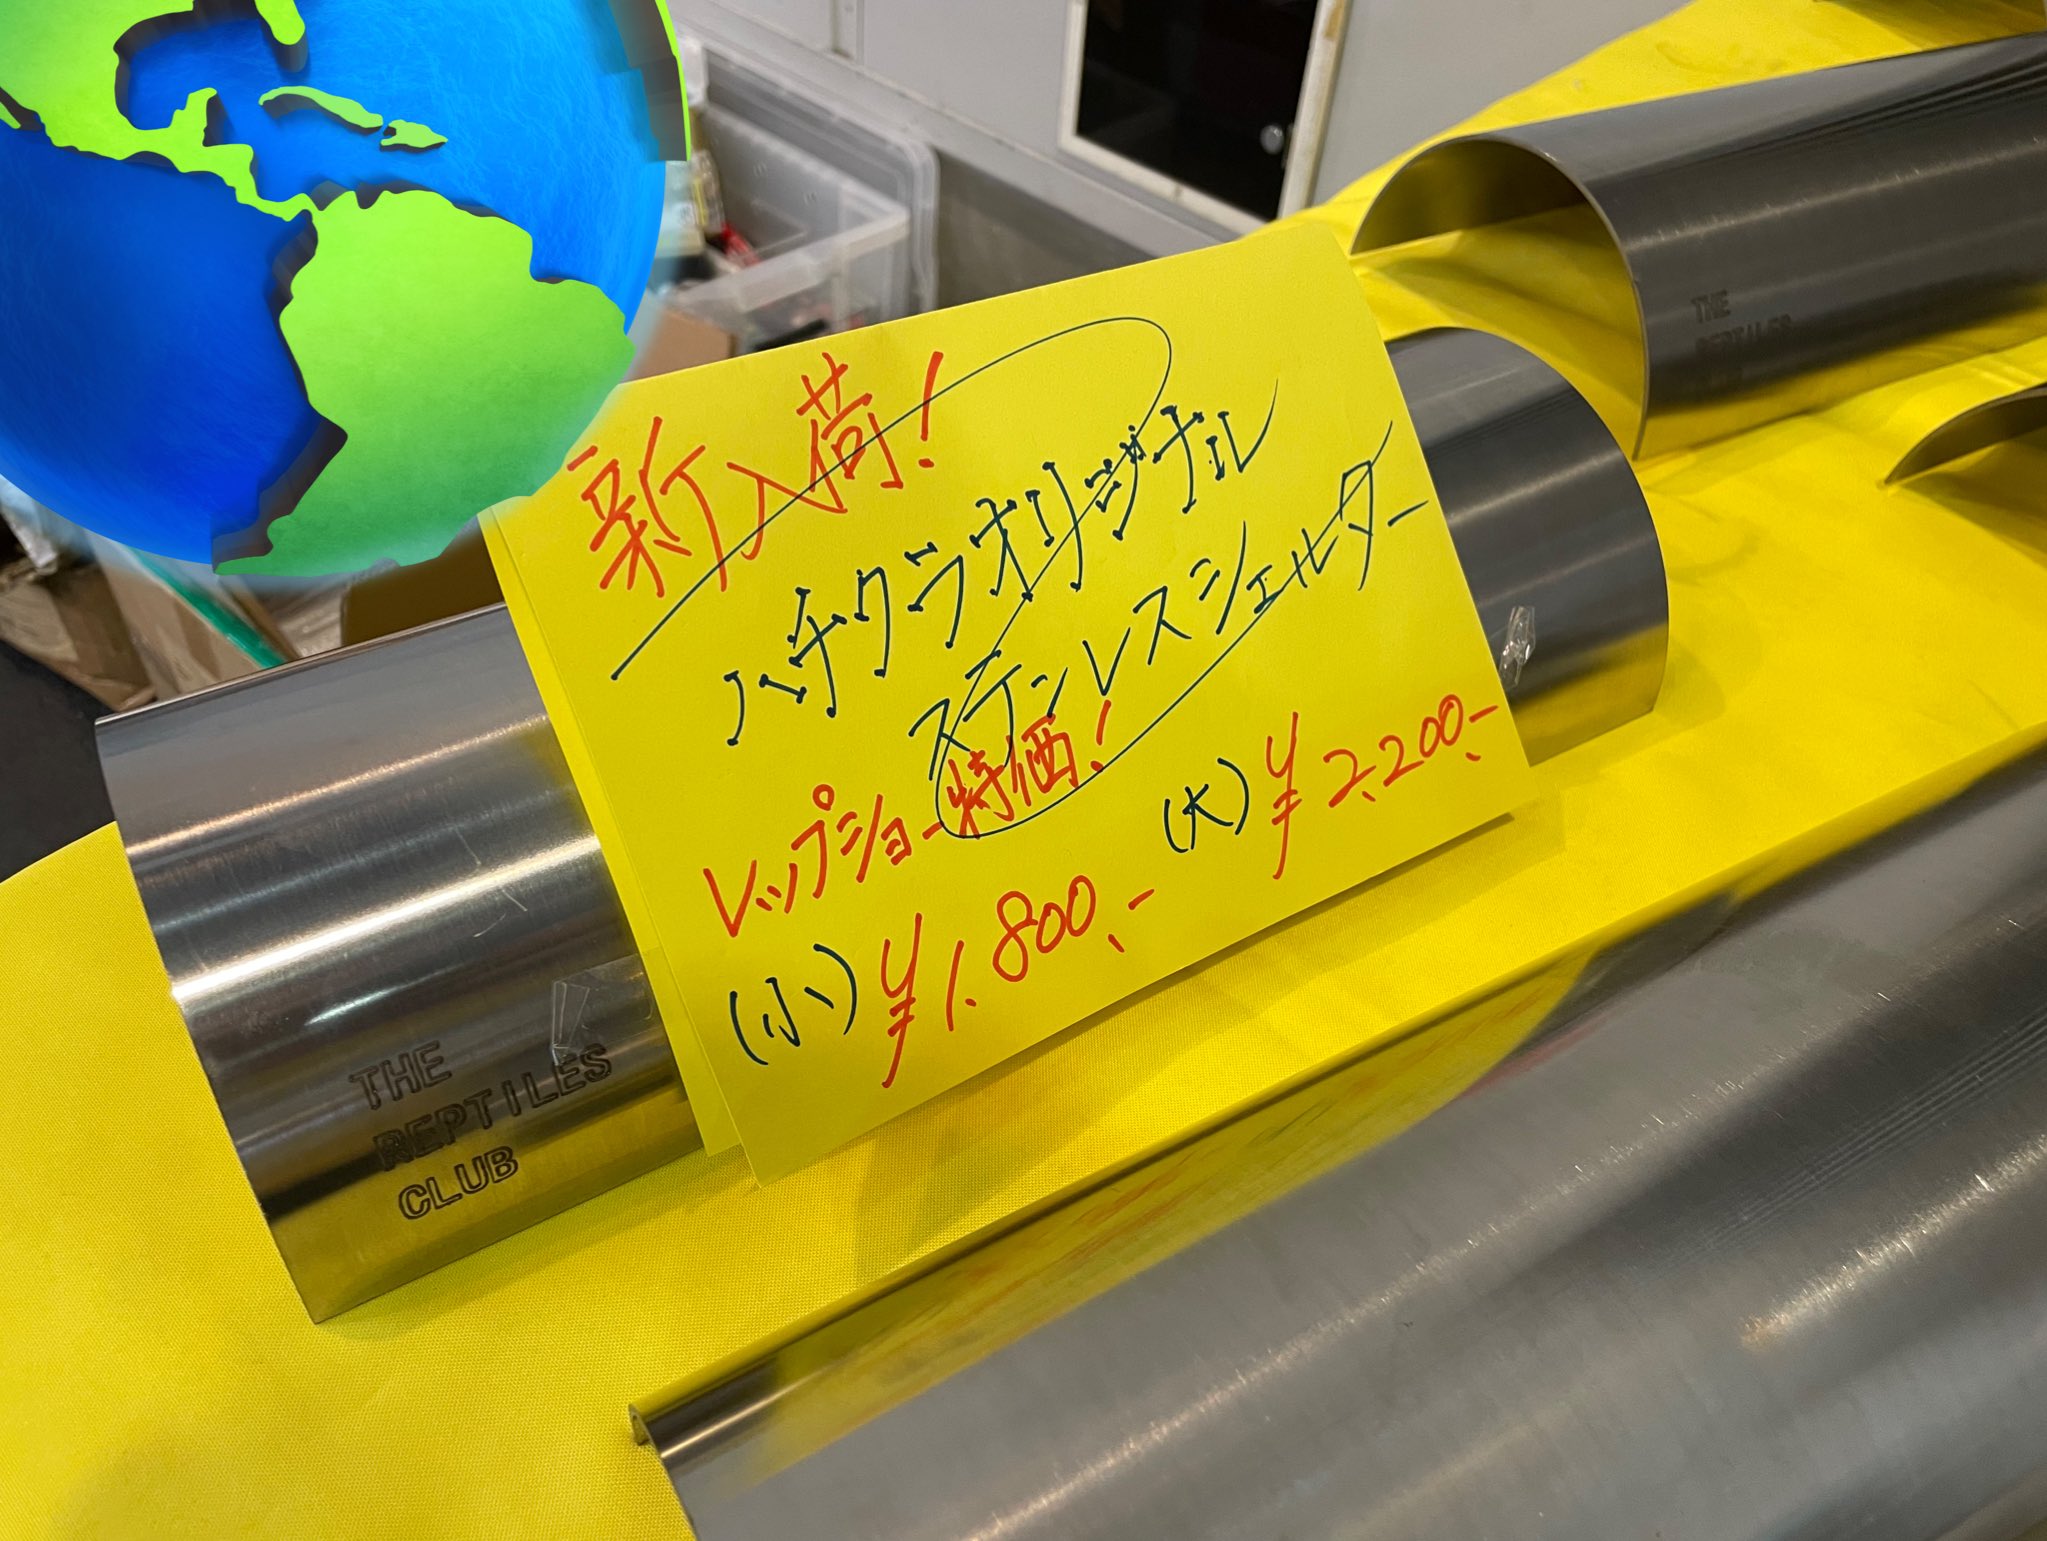 新入荷!
ハチクラオリジナル
ステンレスシェルター
レップショー特価!
(小) ¥1,800,-
(大) ¥2,200,-
THE
REPTILES
CLUB
THE
REPTILES